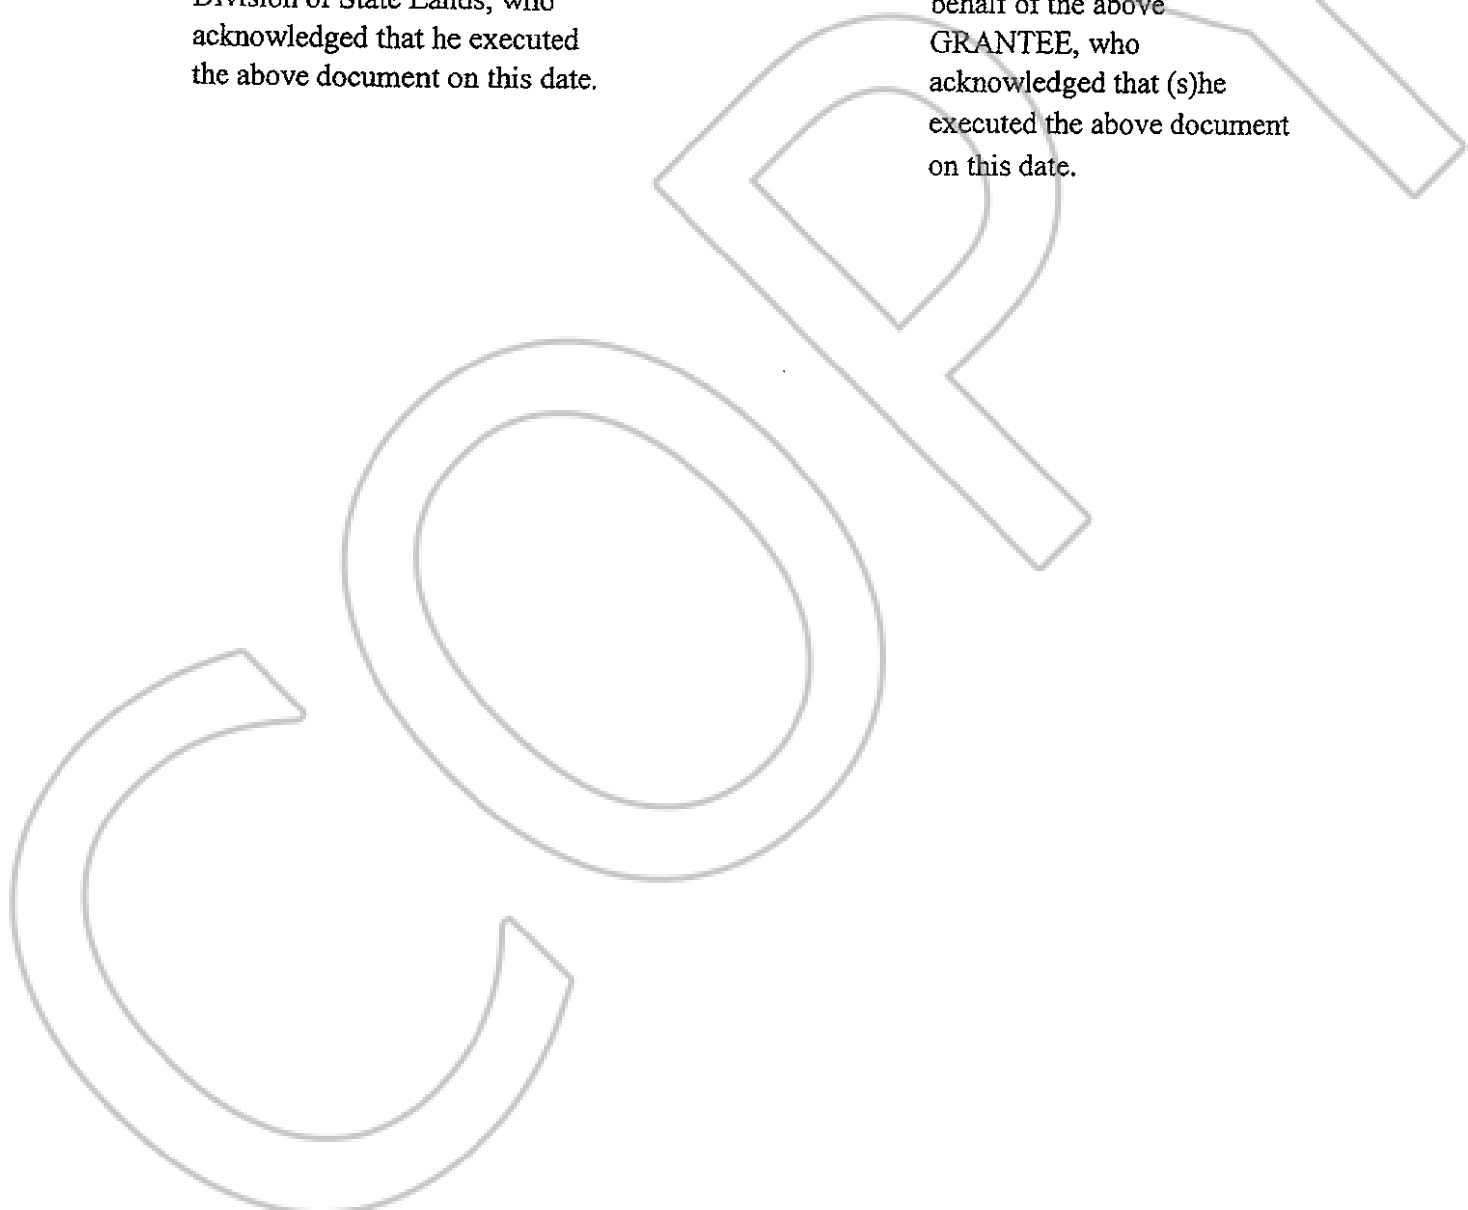 Division of State Lands, who
acknowledged that he executed
the above document on this date.
behalf of the above
GRANTEE, who
acknowledged that (s)he
executed the above document
on this date.
COPY